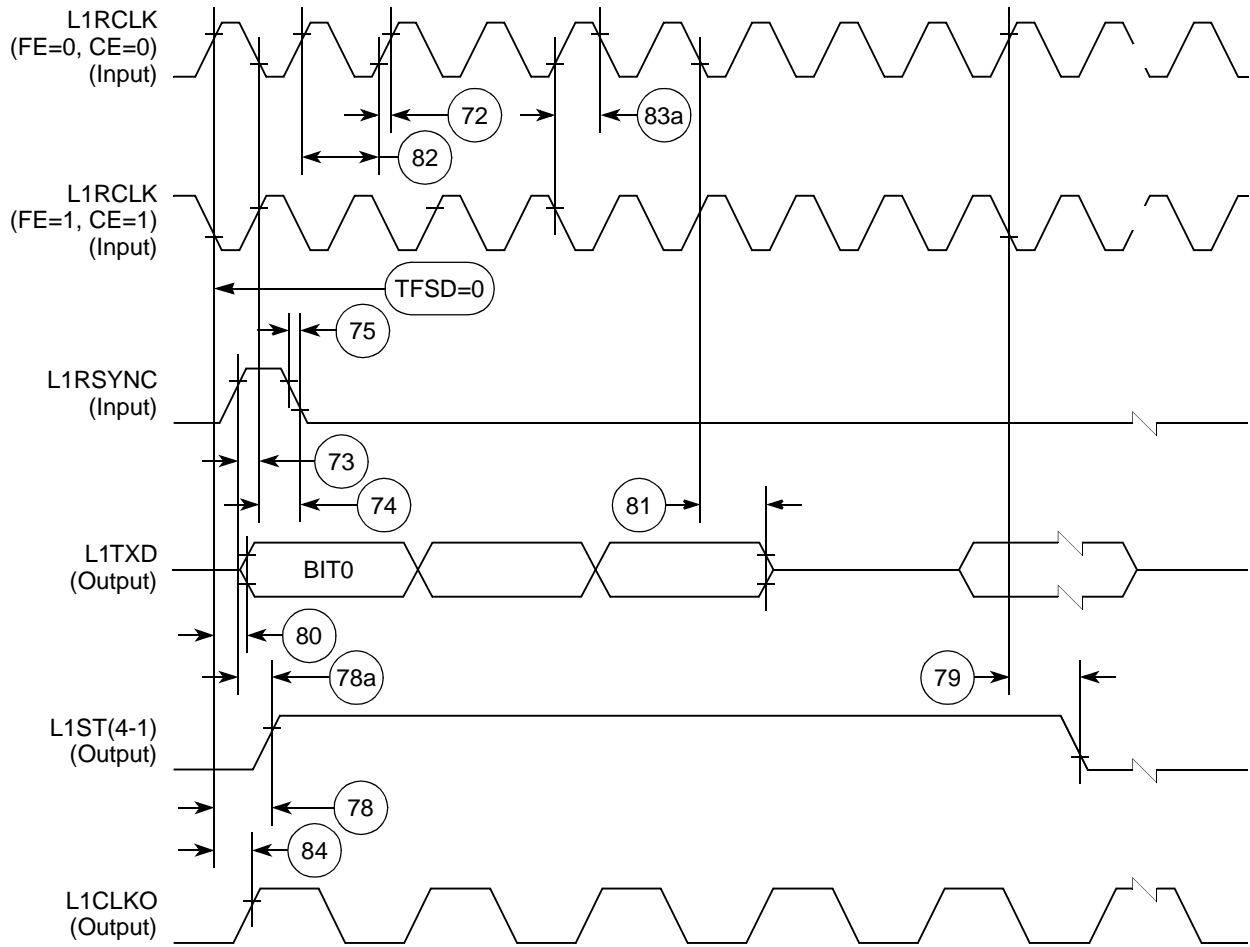 L1RCLK
(FE=0, CE=0)
(Input)
72
83a
82
L1RCLK
(FE=1, CE=1)
(Input)
TFSD=0
75
L1RSYNC
(Input)
73
74
81
L1TXD
(Output)
BIT0
80
78a
79
L1ST(4-1)
(Output)
78
84
L1CLKO
(Output)